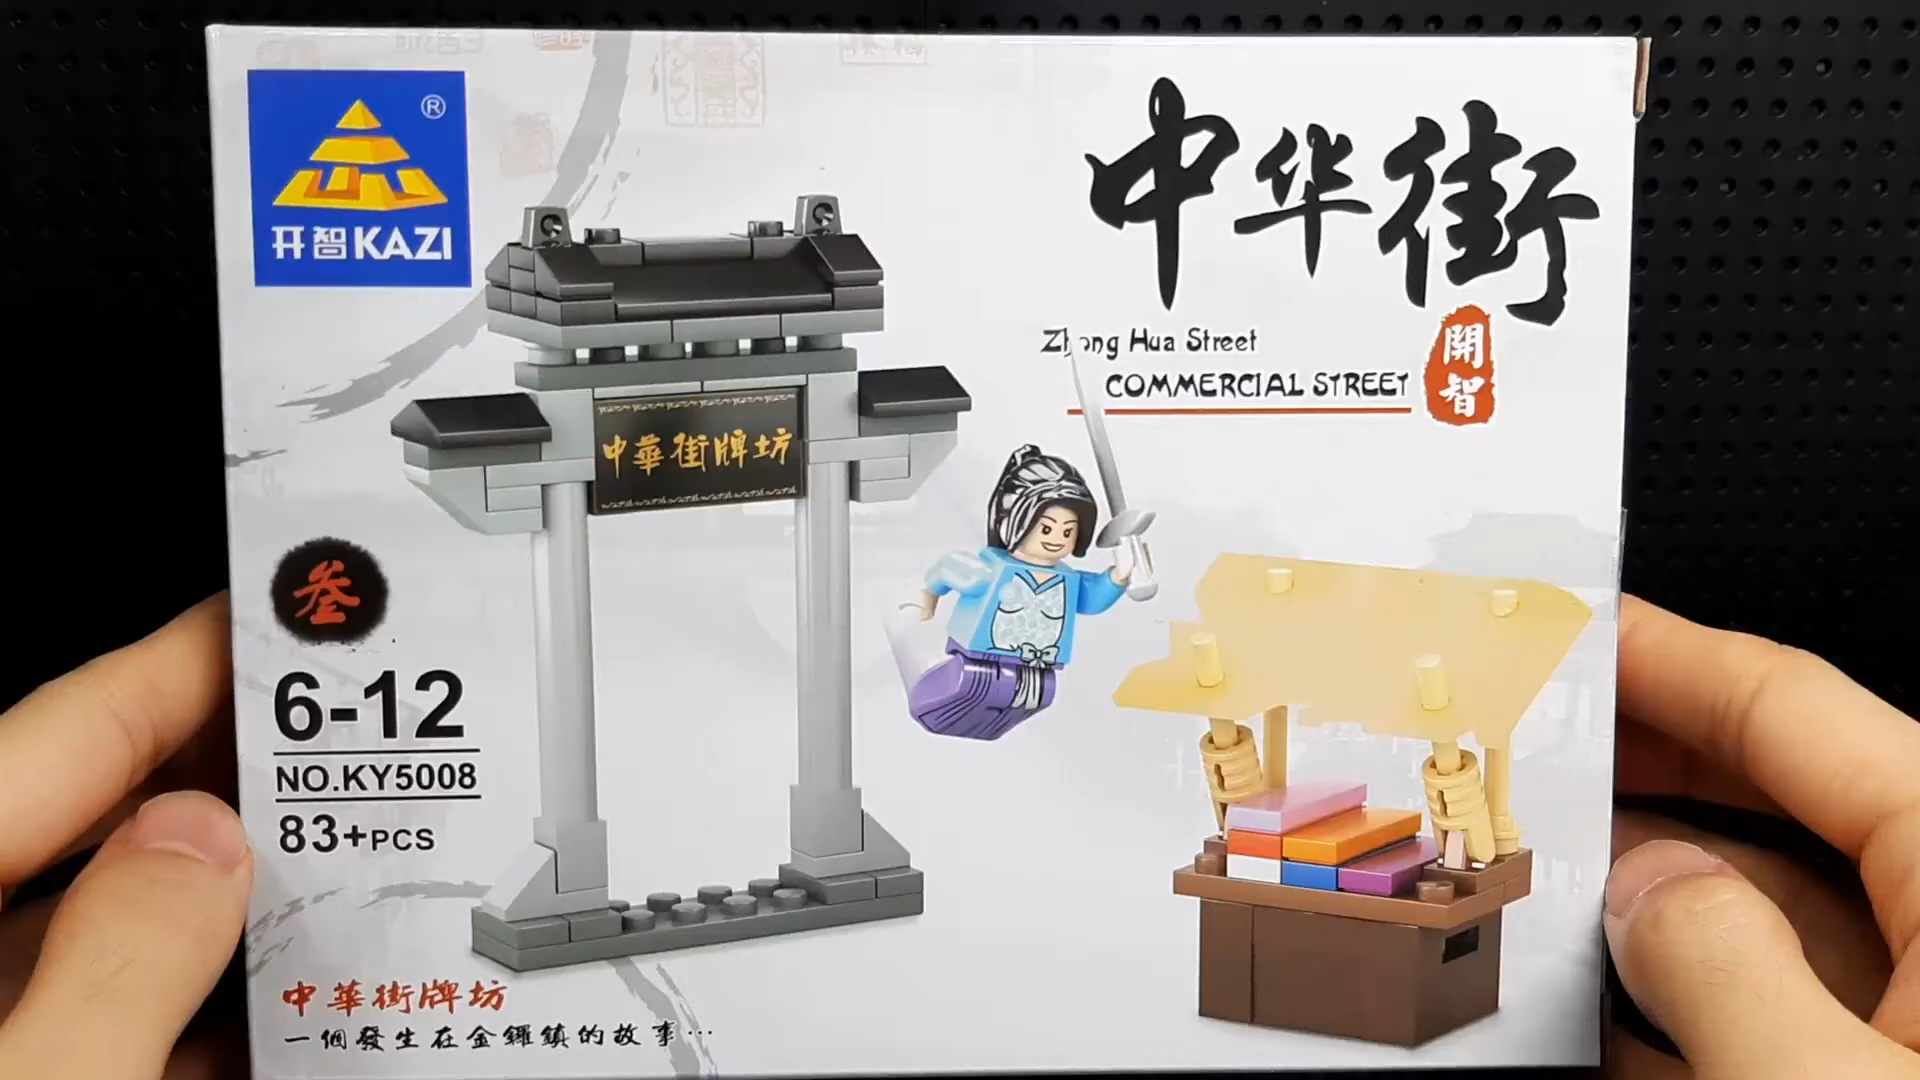 ®
开智KAZI
中华街
Zhong Hua Street
COMMERCIAL STREET
開智
中華街牌坊
叁
6-12
NO.KY5008
83+PCS
中華街牌坊
一個發生在金鑼鎮的故事…